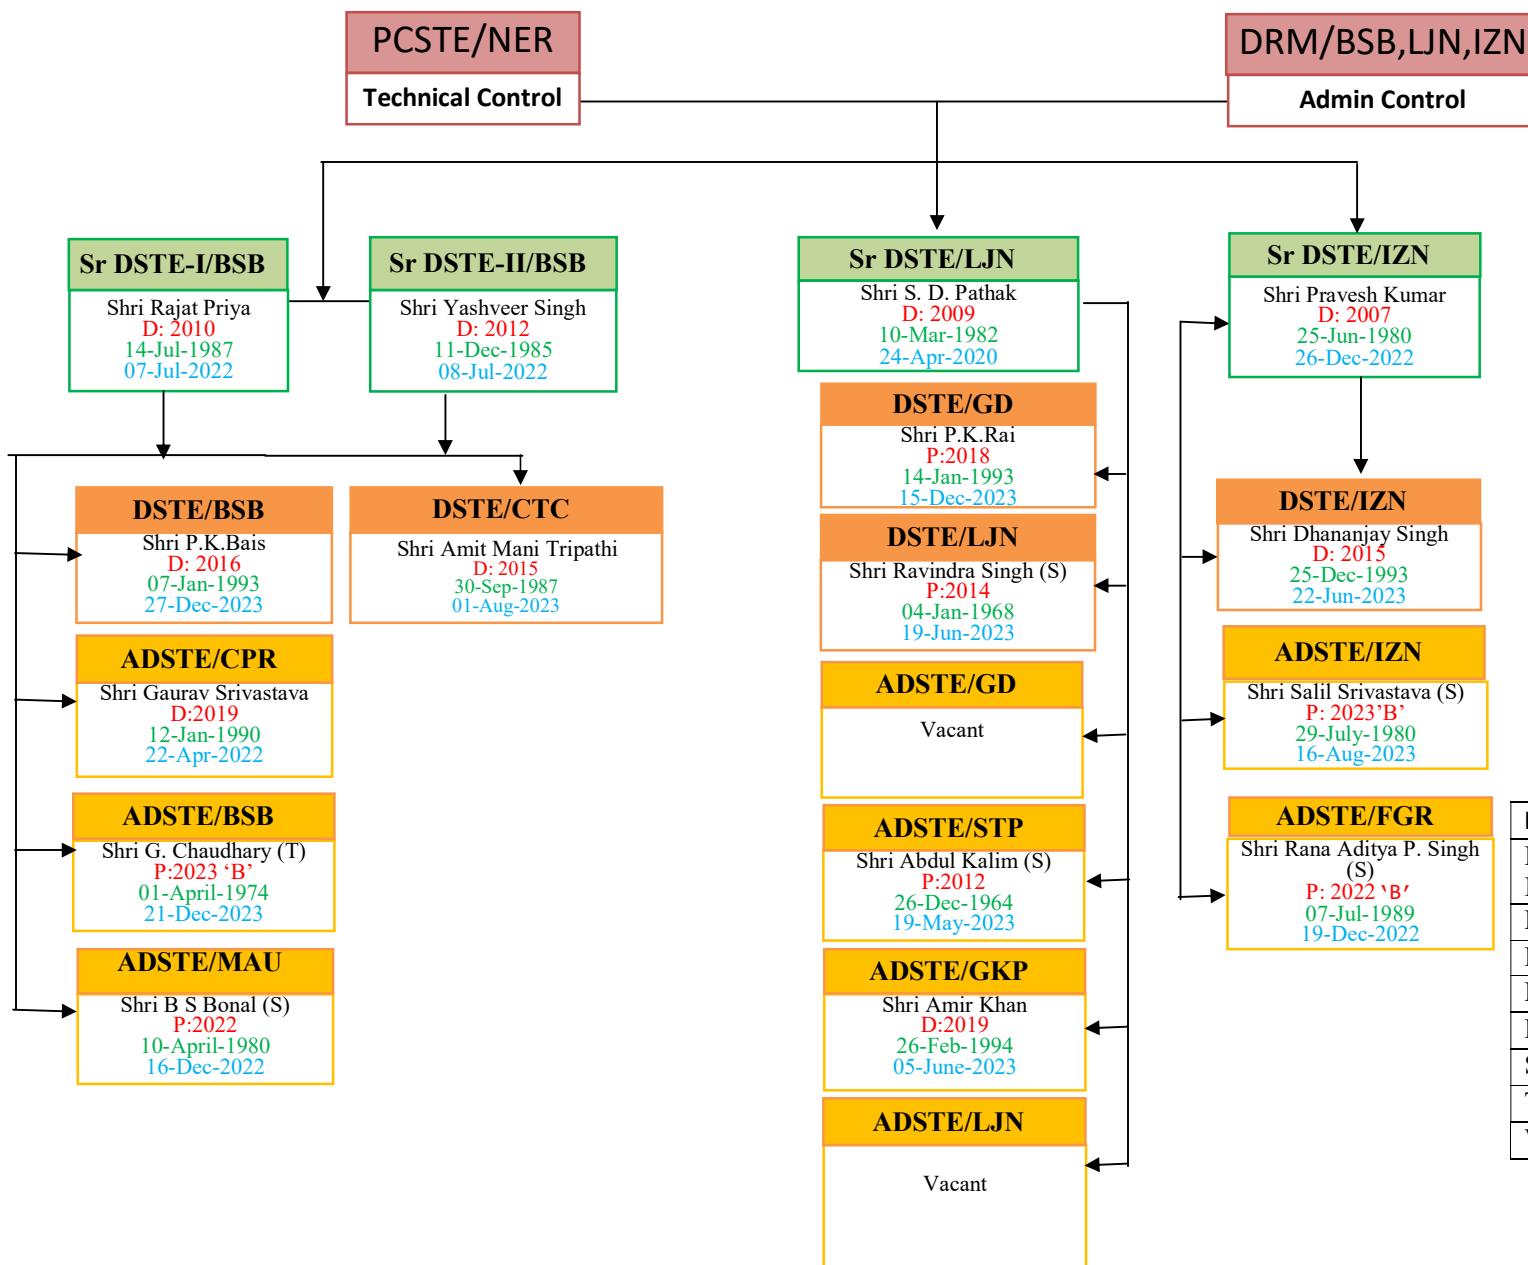 PCSTE/NER
Technical Control
DRM/BSB,LJN,IZN
Admin Control
Sr DSTE-I/BSB
Shri Rajat Priya
D: 2010
14-Jul-1987
07-Jul-2022
Sr DSTE-II/BSB
Shri Yashveer Singh
D: 2012
11-Dec-1985
08-Jul-2022
Sr DSTE/LJN
Shri S. D. Pathak
D: 2009
10-Mar-1982
24-Apr-2020
Sr DSTE/IZN
Shri Pravesh Kumar
D: 2007
25-Jun-1980
26-Dec-2022
DSTE/BSB
Shri P.K.Bais
D: 2016
07-Jan-1993
27-Dec-2023
DSTE/CTC
Shri Amit Mani Tripathi
D: 2015
30-Sep-1987
01-Aug-2023
ADSTE/CPR
Shri Gaurav Srivastava
D:2019
12-Jan-1990
22-Apr-2022
ADSTE/BSB
Shri G. Chaudhary (T)
P:2023 ‘B’
01-April-1974
21-Dec-2023
ADSTE/MAU
Shri B S Bonal (S)
P:2022
10-April-1980
16-Dec-2022
DSTE/GD
Shri P.K.Rai
P:2018
14-Jan-1993
15-Dec-2023
DSTE/LJN
Shri Ravindra Singh (S)
P:2014
04-Jan-1968
19-Jun-2023
ADSTE/GD
Vacant
ADSTE/STP
Shri Abdul Kalim (S)
P:2012
26-Dec-1964
19-May-2023
ADSTE/GKP
Shri Amir Khan
D:2019
26-Feb-1994
05-June-2023
ADSTE/LJN
Vacant
DSTE/IZN
Shri Dhananjay Singh
D: 2015
25-Dec-1993
22-Jun-2023
ADSTE/IZN
Shri Salil Srivastava (S)
P: 2023’B’
29-July-1980
16-Aug-2023
ADSTE/FGR
Shri Rana Aditya P. Singh
(S)
P: 2022 ‘B’
07-Jul-1989
19-Dec-2022